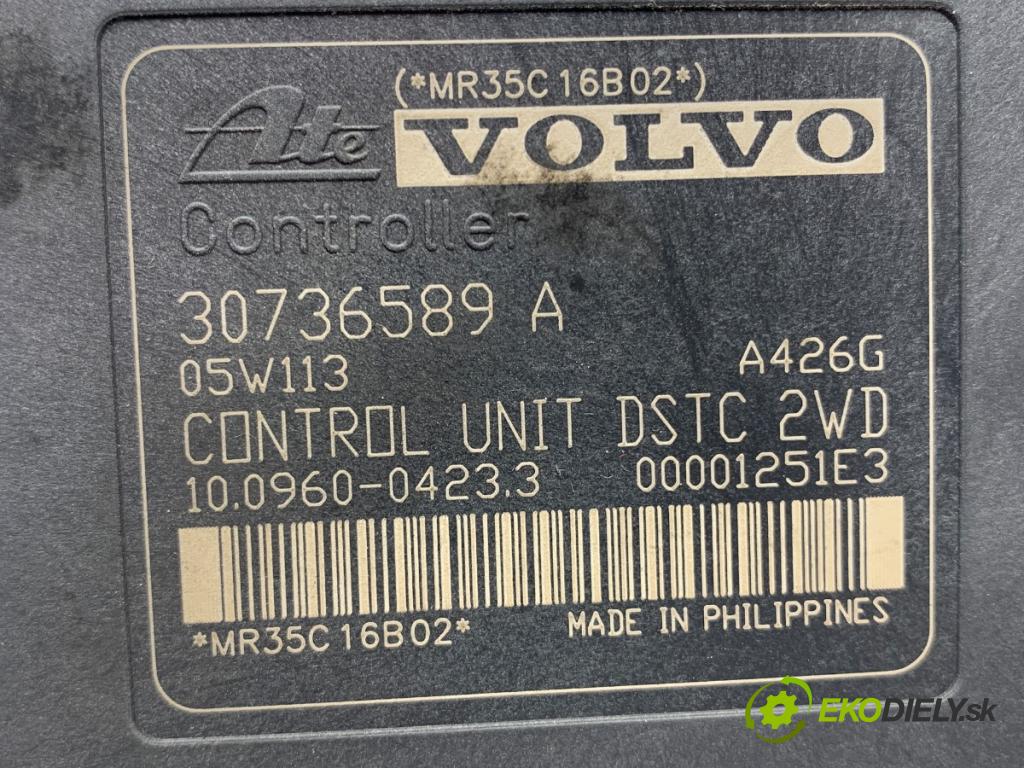 (*MR35C16B02*)
Ate VOLVO
Controller
30736589 A
05W113 A426G
CONTROL UNIT DSTC 2WD
10.0960-0423.3 00001251E3
*MR35C16B02* MADE IN PHILIPPINES
EKODIELY.sk